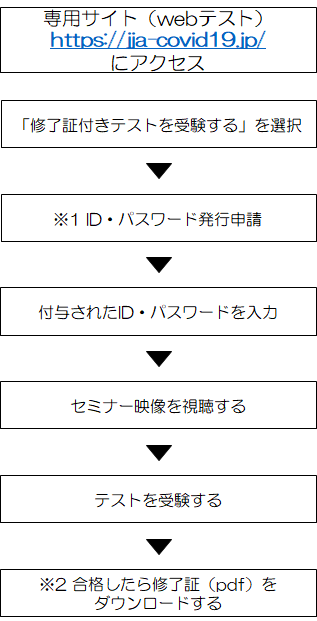 専用サイト（webテスト）
https://jja-covid19.jp/
にアクセス
「修了証付きテストを受験する」を選択
※1 ID・パスワード発行申請
付与されたID・パスワードを入力
セミナー映像を視聴する
テストを受験する
※2 合格したら修了証（pdf）を
ダウンロードする